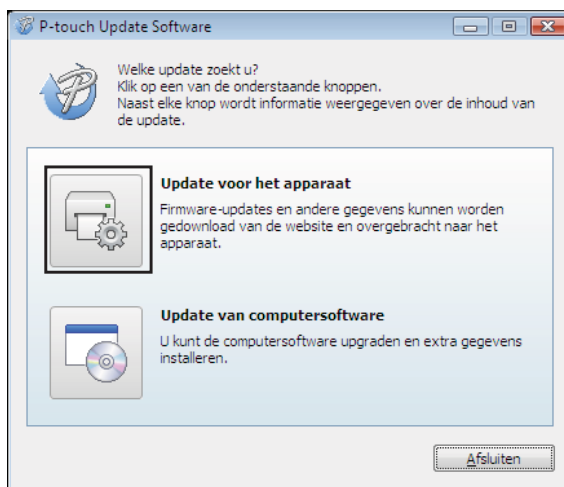 P-touch Update Software
Welke update zoekt u?
Klik op een van de onderstaande knoppen.
Naast elke knop wordt informatie weergegeven over de inhoud van
de update.
Update voor het apparaat
Firmware-updates en andere gegevens kunnen worden
gedownload van de website en overgebracht naar het
apparaat.
Update van computersoftware
U kunt de computersoftware upgraden en extra gegevens
installeren.
Afsluiten